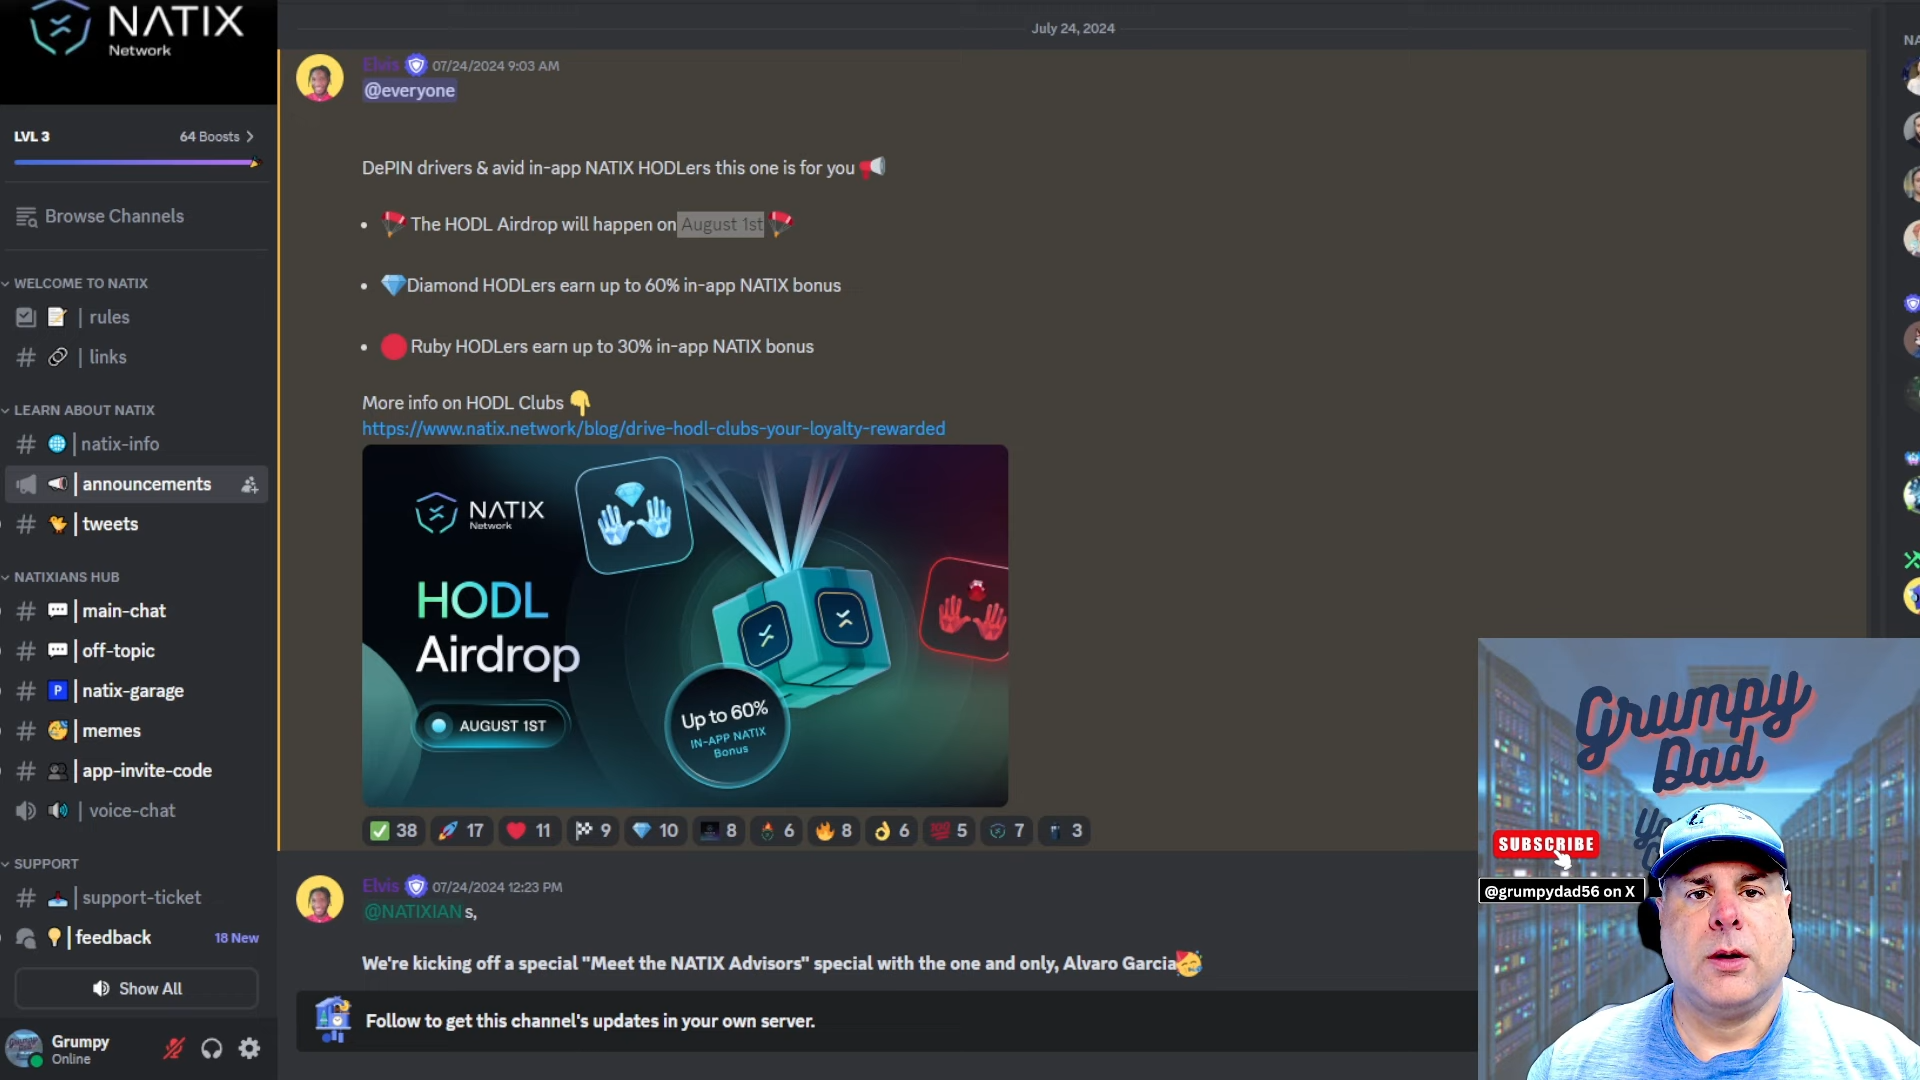 NATIX
Network
LVL 3
64 Boosts
Browse Channels
WELCOME TO NATIX
| rules
| links
LEARN ABOUT NATIX
| natix-info
| announcements
| tweets
NATIXIANS HUB
| main-chat
| off-topic
P | natix-garage
| memes
| app-invite-code
| voice-chat
SUPPORT
| support-ticket
| feedback
18 New
Show All
Grumpy
Online
July 24, 2024
Elvis 07/24/2024 9:03 AM
@everyone
DePIN drivers & avid in-app NATIX HODLers this one is for you
• The HODL Airdrop will happen on August 1st
• Diamond HODLers earn up to 60% in-app NATIX bonus
• Ruby HODLers earn up to 30% in-app NATIX bonus
More info on HODL Clubs
https://www.natix.network/blog/drive-hodl-clubs-your-loyalty-rewarded
NATIX
Network
HODL
Airdrop
AUGUST 1ST
Up to 60%
IN-APP NATIX
Bonus
38 17 11 9 10 8 6 8 6 100 5 7 3
Elvis 07/24/2024 12:23 PM
@NATIXIAN s,
We're kicking off a special "Meet the NATIX Advisors" special with the one and only, Alvaro Garcia
Follow to get this channel's updates in your own server.
NA
Grumpy
Dad
SUBSCRIBE
@grumpydad56 on X